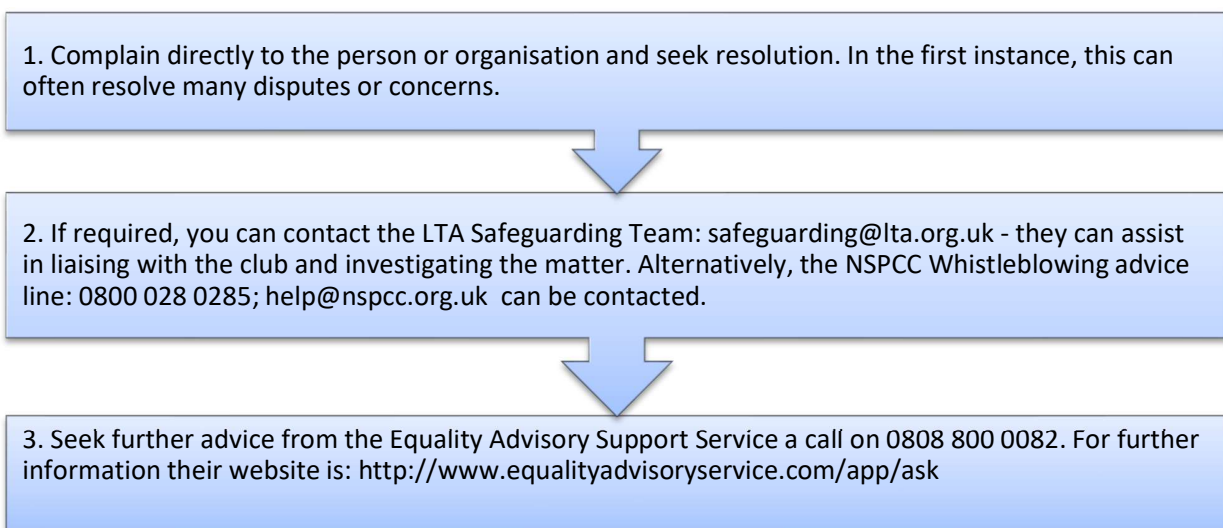 1. Complain directly to the person or organisation and seek resolution. In the first instance, this can
often resolve many disputes or concerns.
2. If required, you can contact the LTA Safeguarding Team: safeguarding@lta.org.uk - they can assist
in liaising with the club and investigating the matter. Alternatively, the NSPCC Whistleblowing advice
line: 0800 028 0285; help@nspcc.org.uk can be contacted.
3. Seek further advice from the Equality Advisory Support Service a call on 0808 800 0082. For further
information their website is: http://www.equalityadvisoryservice.com/app/ask